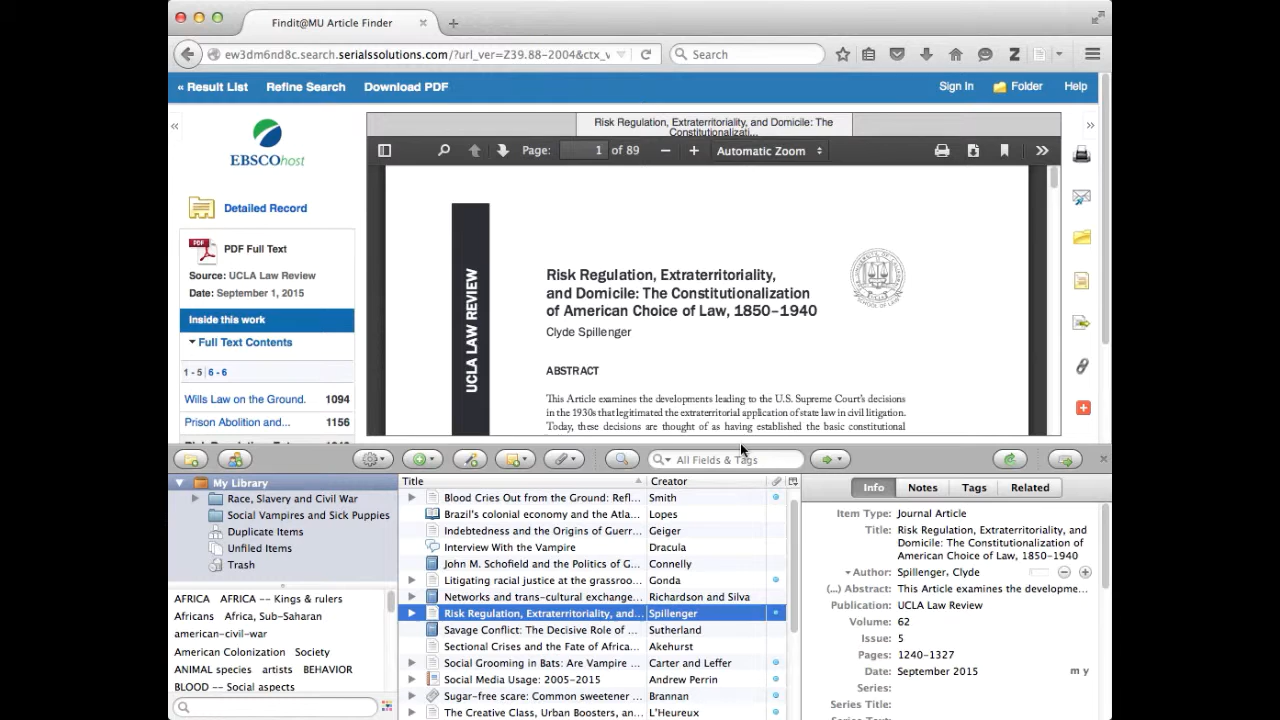 Findit@MU Article Finder
ew3dm6nd8c.search.serialssolutions.com/?url_ver=Z39.88-2004&ctx_v
Search
Z
« Result List Refine Search Download PDF
Sign In Folder Help
«
EBSCOhost
Detailed Record
PDF PDF Full Text
Source: UCLA Law Review
Date: September 1, 2015
Inside this work
Full Text Contents
1 - 5 | 6 - 6
Wills Law on the Ground. 1094
Prison Abolition and... 1156
Risk Regulation, Extraterritoriality, and Domicile: The
Constitutionalizati...
»
Page: 1 of 89
Automatic Zoom
UCLA LAW REVIEW
Risk Regulation, Extraterritoriality,
and Domicile: The Constitutionalization
of American Choice of Law, 1850–1940
Clyde Spillenger
ABSTRACT
This Article examines the developments leading to the U.S. Supreme Court’s decisions
in the 1930s that legitimated the extraterritorial application of state law in civil litigation.
Today, these decisions are thought of as having established the basic constitutional
All Fields & Tags
My Library
Race, Slavery and Civil War
Social Vampires and Sick Puppies
Duplicate Items
Unfiled Items
Trash
AFRICA AFRICA -- Kings & rulers
Africans Africa, Sub-Saharan
american-civil-war
American Colonization Society
ANIMAL species artists BEHAVIOR
BLOOD -- Social aspects
Title Creator
Blood Cries Out from the Ground: Refl... Smith
Brazil's colonial economy and the Atla... Lopes
Indebtedness and the Origins of Guerr... Geiger
Interview With the Vampire Dracula
John M. Schofield and the Politics of G... Connelly
Litigating racial justice at the grassroo... Gonda
Networks and trans-cultural exchange... Richardson and Silva
Risk Regulation, Extraterritoriality, and... Spillenger
Savage Conflict: The Decisive Role of ... Sutherland
Sectional Crises and the Fate of Africa... Akehurst
Social Grooming in Bats: Are Vampire ... Carter and Leffer
Social Media Usage: 2005-2015 Andrew Perrin
Sugar-free scare: Common sweetener ... Brannan
The Creative Class, Urban Boosters, an... L'Heureux
Info Notes Tags Related
Item Type: Journal Article
Title: Risk Regulation, Extraterritoriality, and
Domicile: The Constitutionalization of
American Choice of Law, 1850-1940
Author: Spillenger, Clyde
(...) Abstract: This Article examines the developme...
Publication: UCLA Law Review
Volume: 62
Issue: 5
Pages: 1240-1327
Date: September 2015 m y
Series:
Series Title: